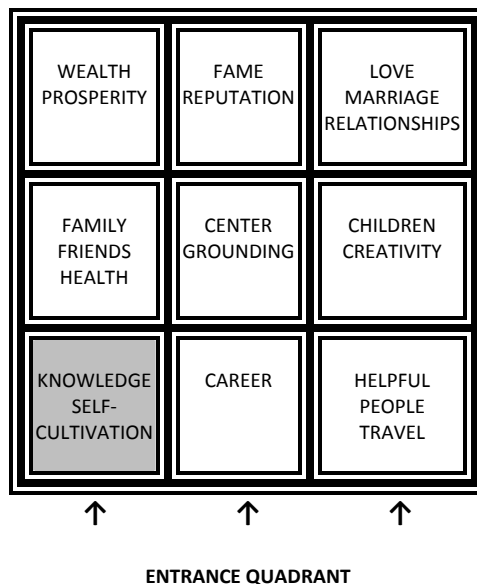 WEALTH
PROSPERITY
FAME
REPUTATION
LOVE
MARRIAGE
RELATIONSHIPS
FAMILY
FRIENDS
HEALTH
CENTER
GROUNDING
CHILDREN
CREATIVITY
KNOWLEDGE
SELF-
CULTIVATION
CAREER
HELPFUL
PEOPLE
TRAVEL
ENTRANCE QUADRANT